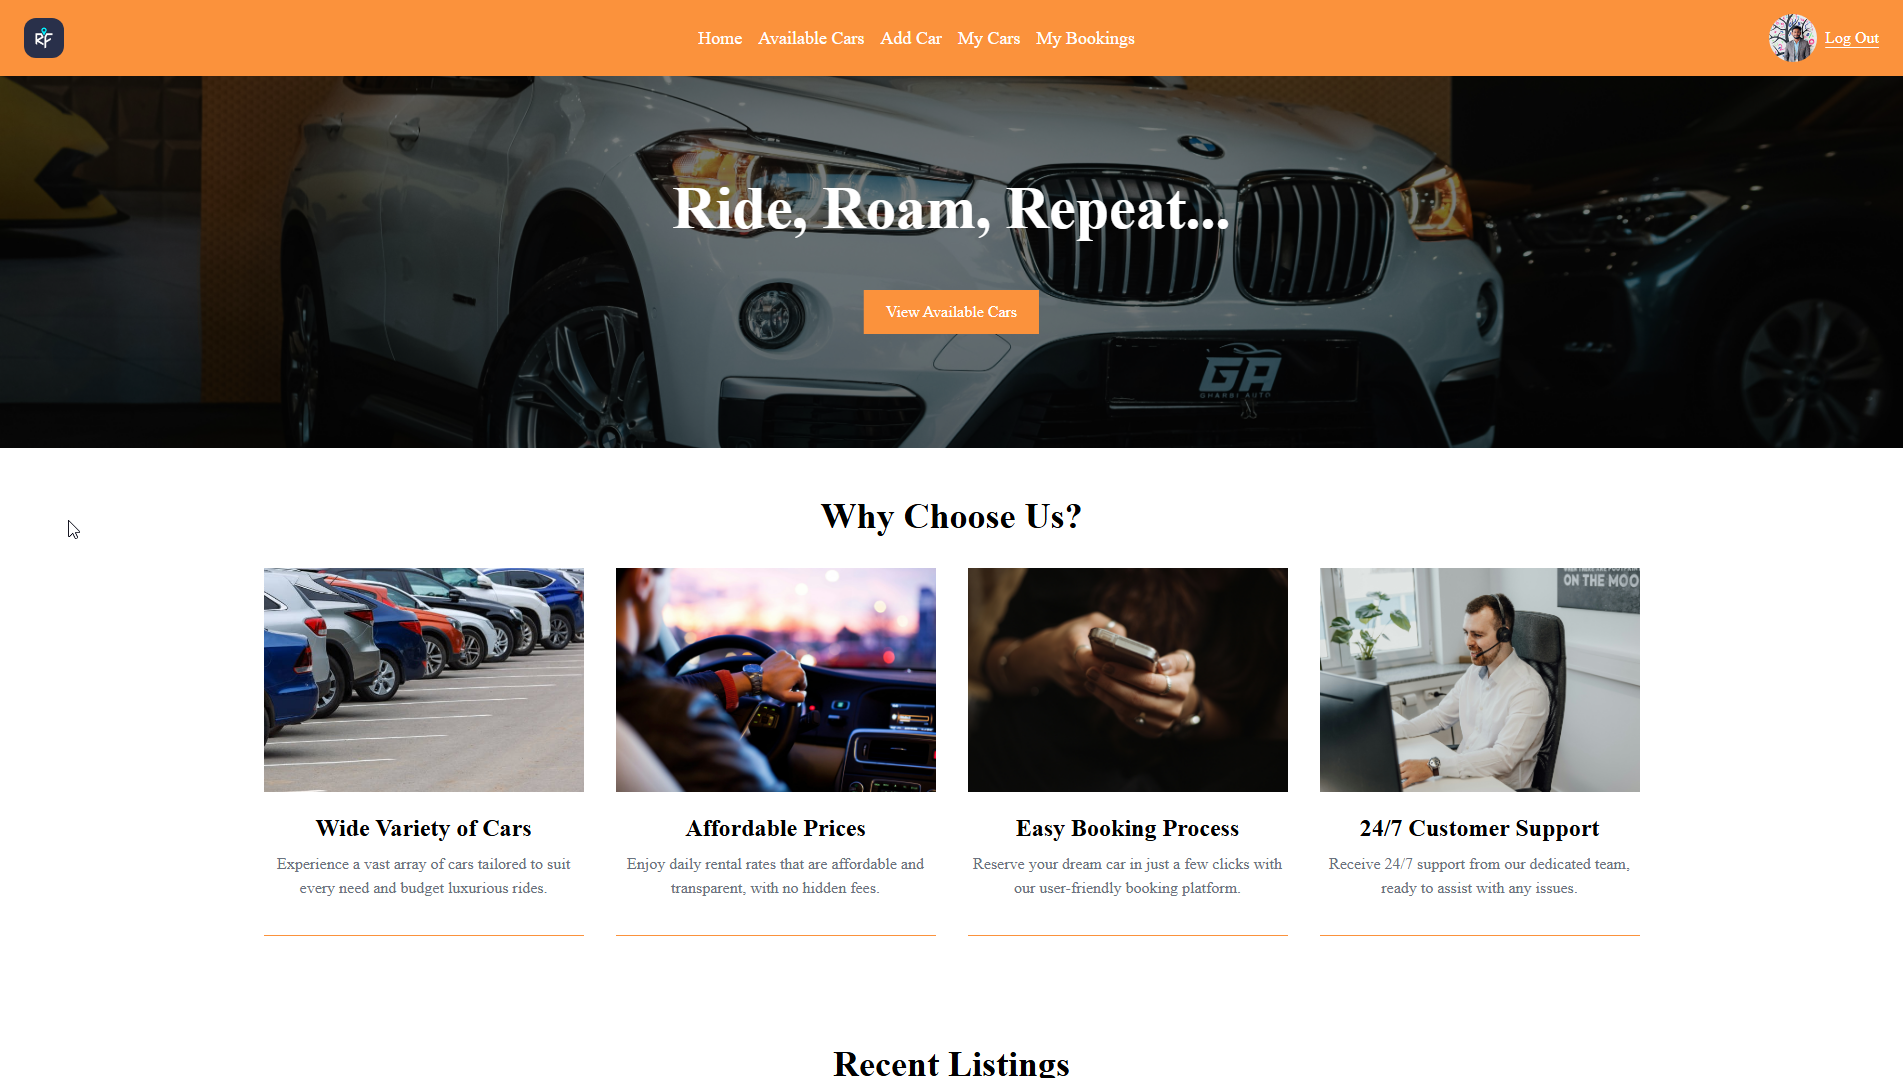 RF
Home Available Cars Add Car My Cars My Bookings
Log Out
Ride, Roam, Repeat...
View Available Cars
GA
GHARBI AUTO
Why Choose Us?
ON THE MOO
Wide Variety of Cars
Experience a vast array of cars tailored to suit
every need and budget luxurious rides.
Affordable Prices
Enjoy daily rental rates that are affordable and
transparent, with no hidden fees.
Easy Booking Process
Reserve your dream car in just a few clicks with
our user-friendly booking platform.
24/7 Customer Support
Receive 24/7 support from our dedicated team,
ready to assist with any issues.
Recent Listings